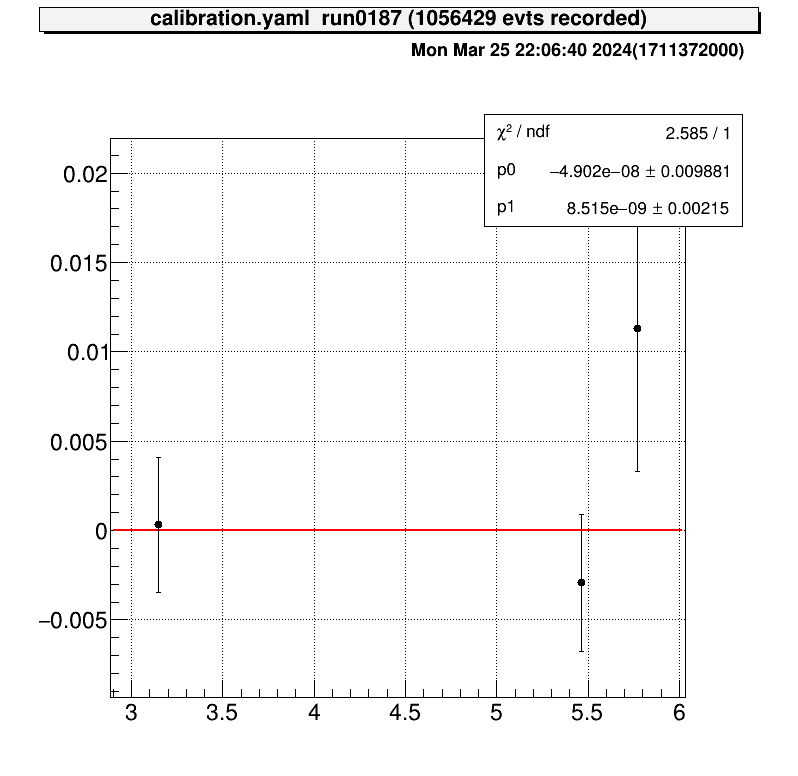 calibration.yaml run0187 (1056429 evts recorded)
Mon Mar 25 22:06:40 2024(1711372000)
χ² / ndf 2.585 / 1
p0 −4.902e−08 ± 0.009881
p1 8.515e−09 ± 0.00215
0.02
0.015
0.01
0.005
0
−0.005
3 3.5 4 4.5 5 5.5 6